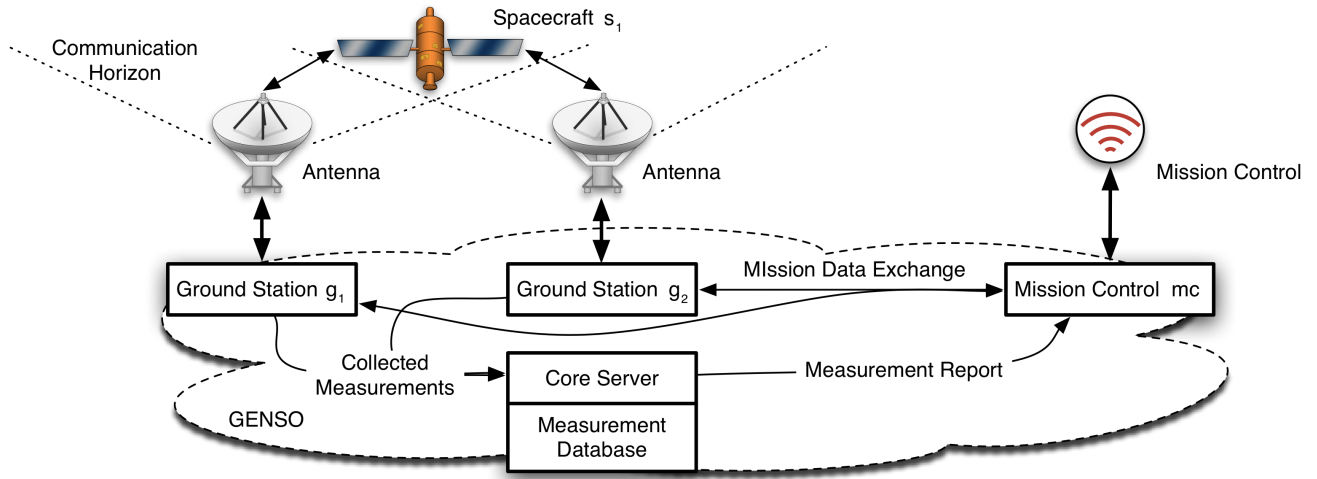 Spacecraft s1
Communication
Horizon
Antenna
Antenna
Mission Control
MIssion Data Exchange
Ground Station g1
Ground Station g2
Mission Control mc
Collected
Measurements
Core Server
Measurement Report
GENSO
Measurement
Database